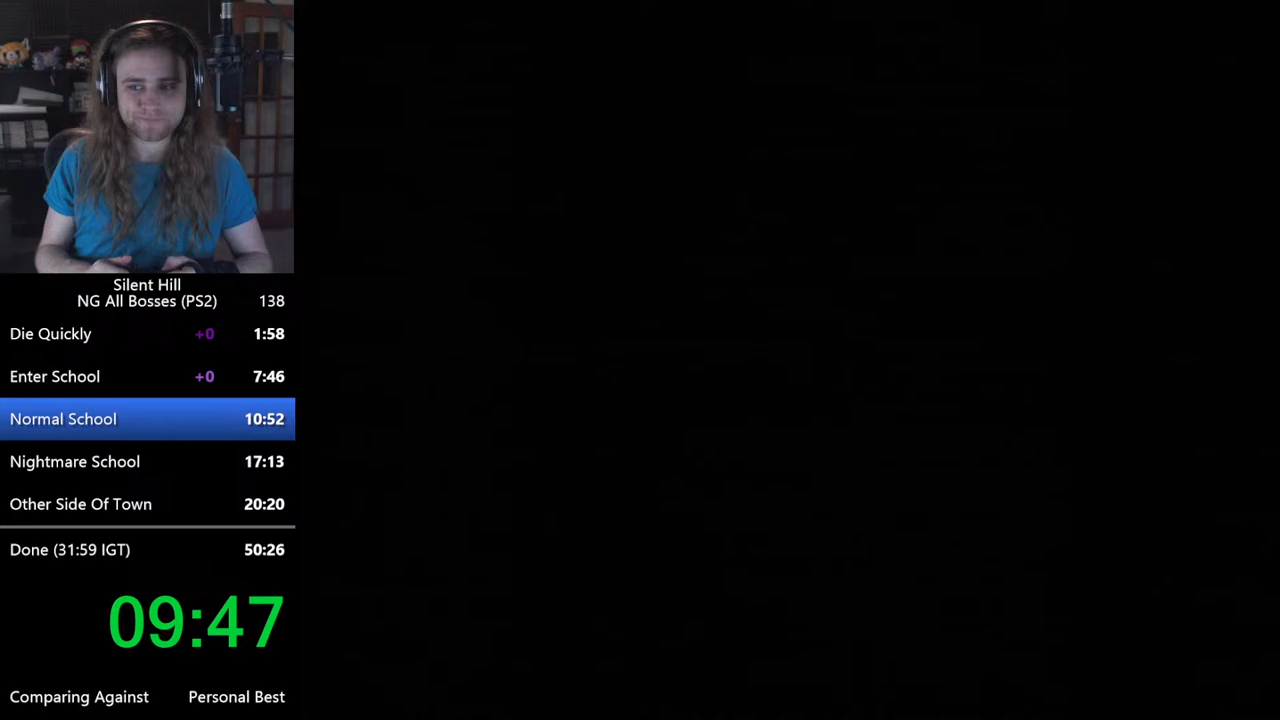 Silent Hill
NG All Bosses (PS2) 138
Die Quickly +0 1:58
Enter School +0 7:46
Normal School 10:52
Nightmare School 17:13
Other Side Of Town 20:20
Done (31:59 IGT) 50:26
09:47
Comparing Against Personal Best